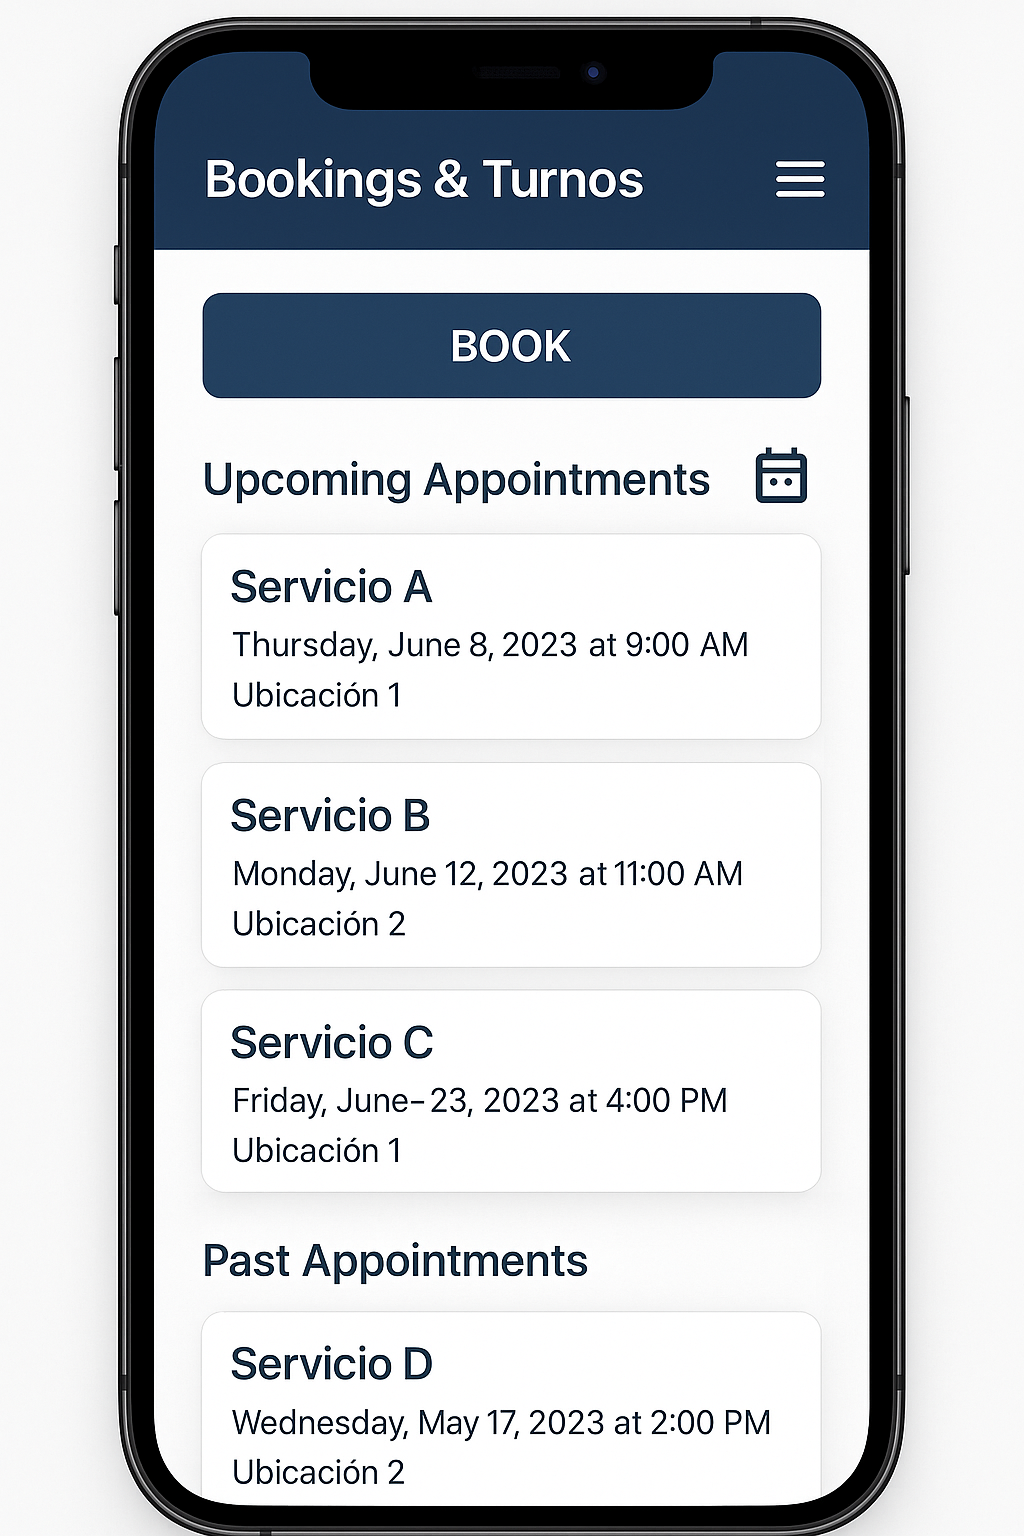 Bookings & Turnos
BOOK
Upcoming Appointments
Servicio A
Thursday, June 8, 2023 at 9:00 AM
Ubicación 1
Servicio B
Monday, June 12, 2023 at 11:00 AM
Ubicación 2
Servicio C
Friday, June–23, 2023 at 4:00 PM
Ubicación 1
Past Appointments
Servicio D
Wednesday, May 17, 2023 at 2:00 PM
Ubicación 2